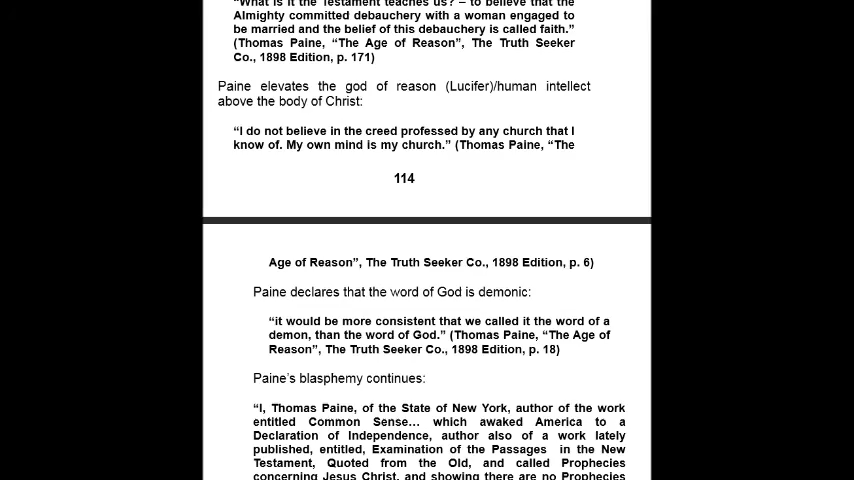 “What is it the Testament teaches us? – to believe that the
Almighty committed debauchery with a woman engaged to
be married and the belief of this debauchery is called faith.”
(Thomas Paine, “The Age of Reason”, The Truth Seeker
Co., 1898 Edition, p. 171)
Paine elevates the god of reason (Lucifer)/human intellect
above the body of Christ:
“I do not believe in the creed professed by any church that I
know of. My own mind is my church.” (Thomas Paine, “The
114
Age of Reason”, The Truth Seeker Co., 1898 Edition, p. 6)
Paine declares that the word of God is demonic:
“it would be more consistent that we called it the word of a
demon, than the word of God.” (Thomas Paine, “The Age of
Reason”, The Truth Seeker Co., 1898 Edition, p. 18)
Paine’s blasphemy continues:
“I, Thomas Paine, of the State of New York, author of the work
entitled Common Sense… which awaked America to a
Declaration of Independence, author also of a work lately
published, entitled, Examination of the Passages in the New
Testament, Quoted from the Old, and called Prophecies
concerning Jesus Christ, and showing there are no Prophecies